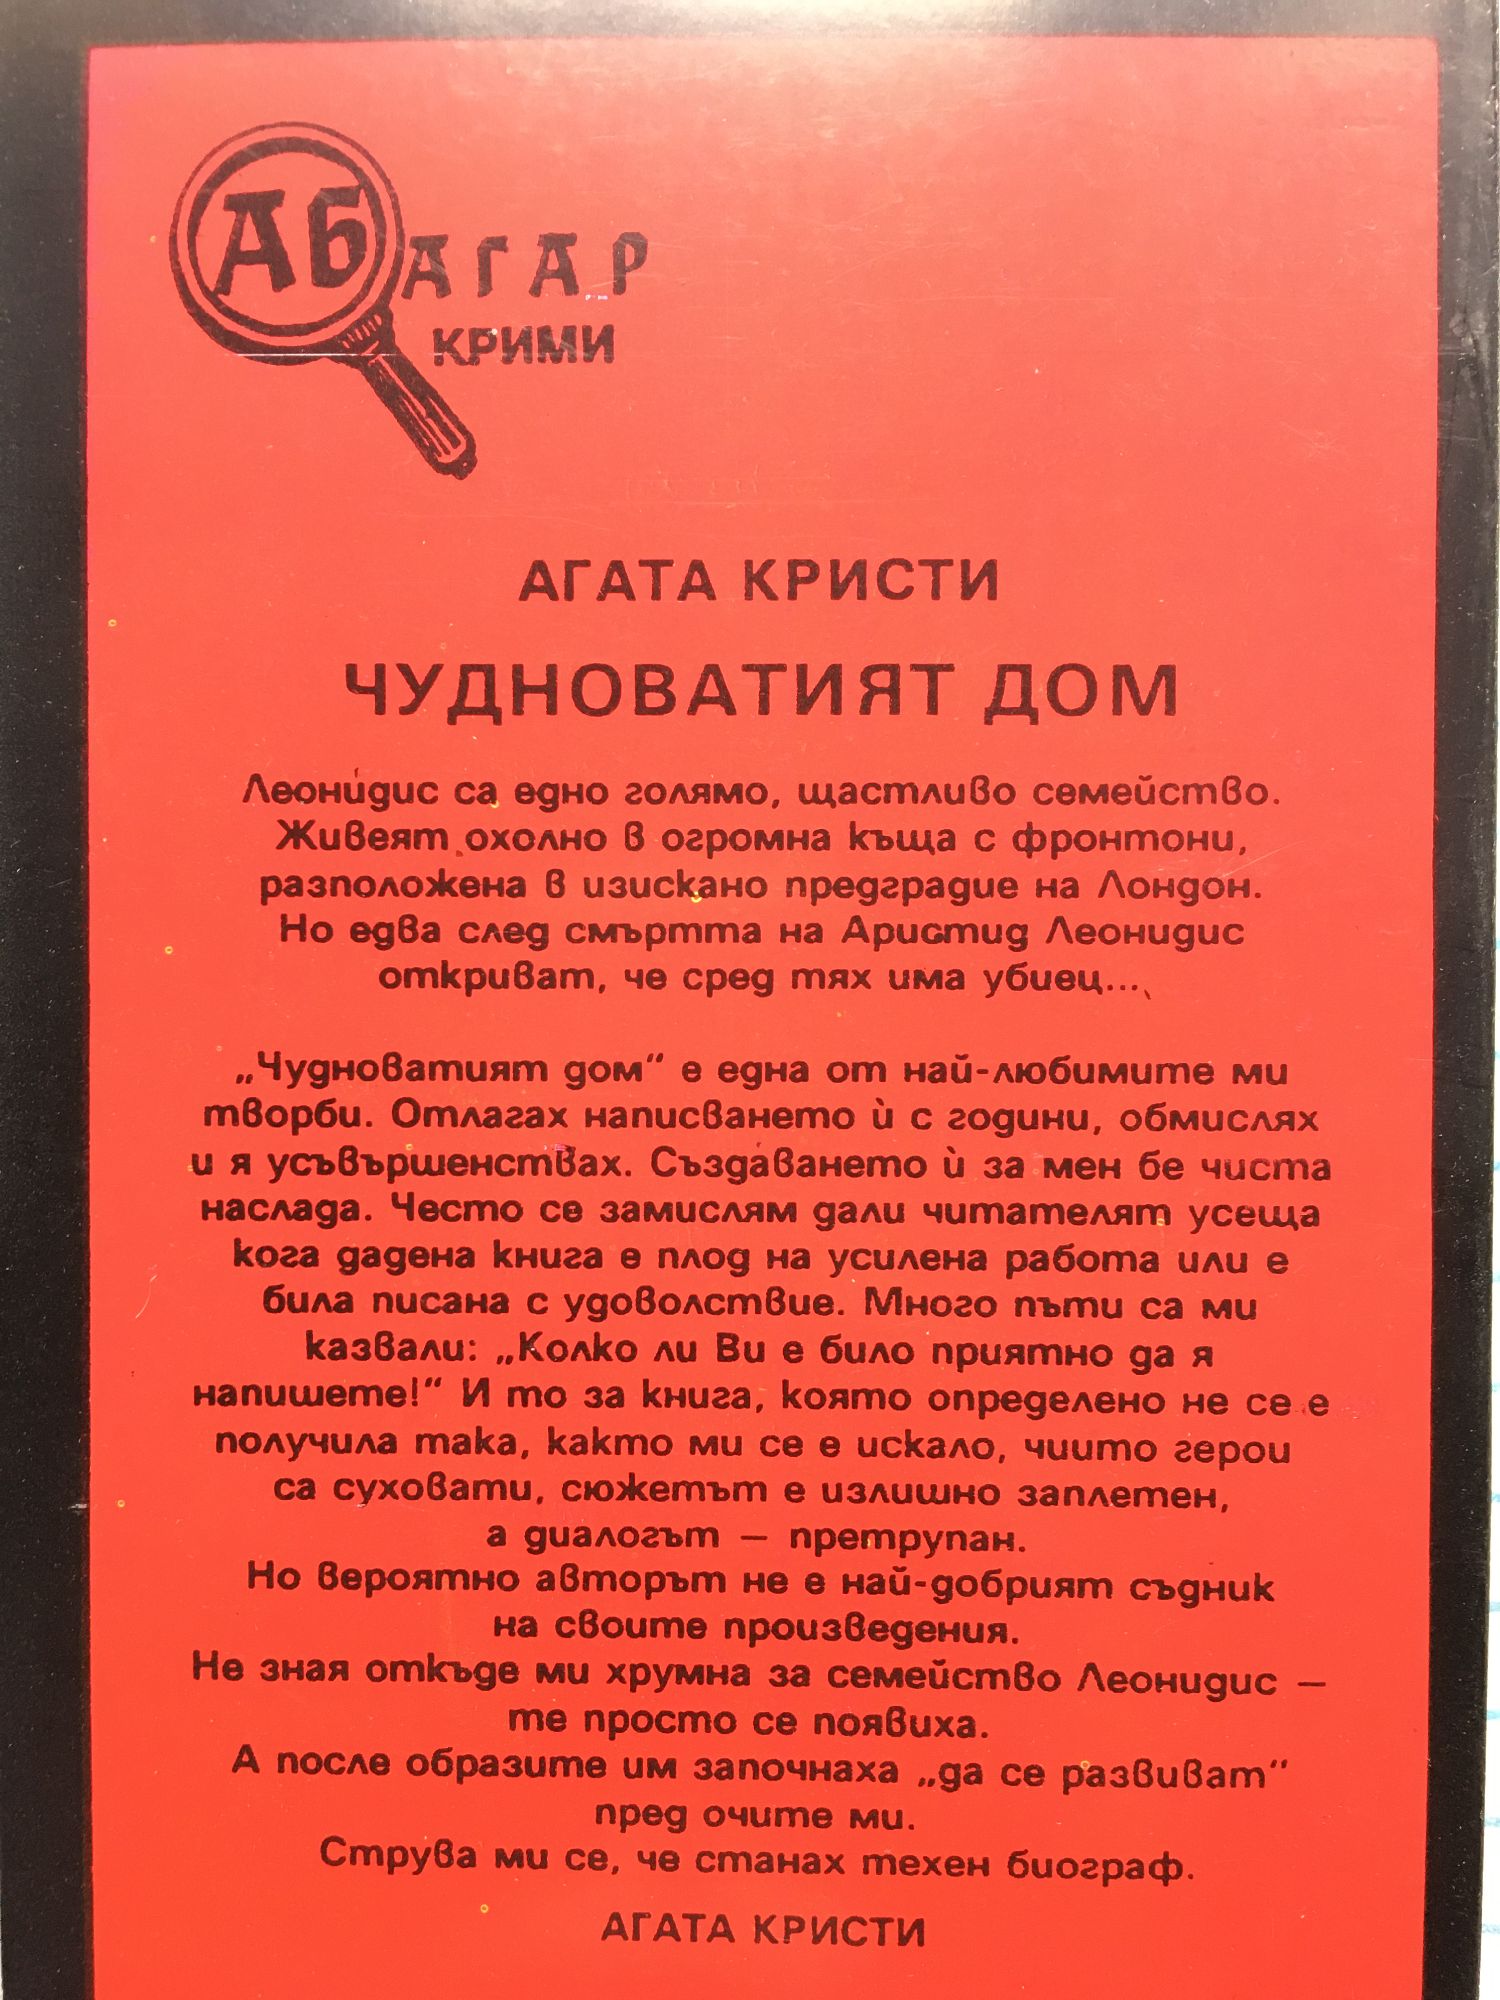 АБАГАР
КРИМИ
АГАТА КРИСТИ
ЧУДНОВАТИЯТ ДОМ
Леонидис са едно голямо, щастливо семейство.
Живеят охолно в огромна къща с фронтони,
разположена в изискано предградие на Лондон.
Но едва след смъртта на Аристид Леонидис
откриват, че сред тях има убиец...
„Чудноватият дом“ е една от най-любимите ми
творби. Отлагах написването ѝ с години, обмислях
и я усъвършенствах. Създаването ѝ за мен бе чиста
наслада. Често се замислям дали читателят усеща
кога дадена книга е плод на усилена работа или е
била писана с удоволствие. Много пъти са ми
казвали: „Колко ли Ви е било приятно да я
напишете!“ И то за книга, която определено не се е
получила така, както ми се е искало, чиито герои
са суховати, сюжетът е излишно заплетен,
а диалогът — претрупан.
Но вероятно авторът не е най-добрият съдник
на своите произведения.
Не зная откъде ми хрумна за семейство Леонидис —
те просто се появиха.
А после образите им започнаха „да се развиват“
пред очите ми.
Струва ми се, че станах техен биограф.
АГАТА КРИСТИ